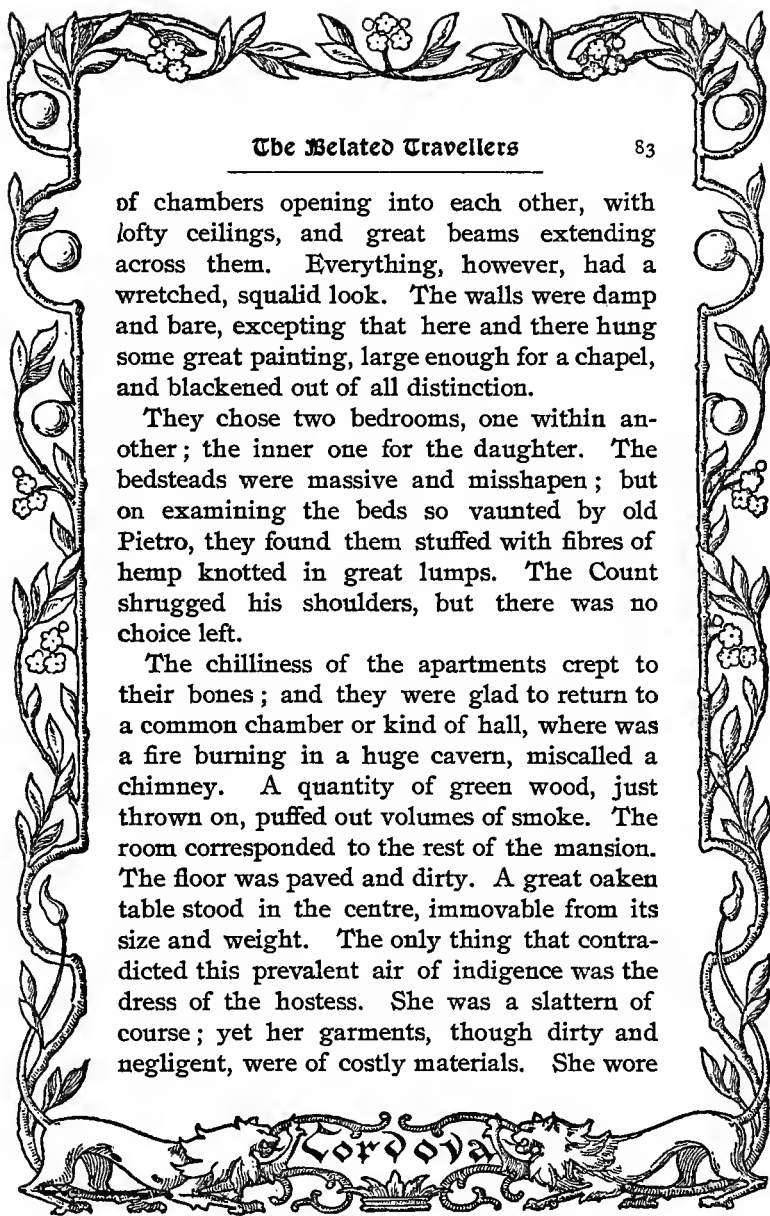 The Belated Travellers 83
of chambers opening into each other, with
lofty ceilings, and great beams extending
across them. Everything, however, had a
wretched, squalid look. The walls were damp
and bare, excepting that here and there hung
some great painting, large enough for a chapel,
and blackened out of all distinction.
They chose two bedrooms, one within an-
other; the inner one for the daughter. The
bedsteads were massive and misshapen; but
on examining the beds so vaunted by old
Pietro, they found them stuffed with fibres of
hemp knotted in great lumps. The Count
shrugged his shoulders, but there was no
choice left.
The chilliness of the apartments crept to
their bones; and they were glad to return to
a common chamber or kind of hall, where was
a fire burning in a huge cavern, miscalled a
chimney. A quantity of green wood, just
thrown on, puffed out volumes of smoke. The
room corresponded to the rest of the mansion.
The floor was paved and dirty. A great oaken
table stood in the centre, immovable from its
size and weight. The only thing that contra-
dicted this prevalent air of indigence was the
dress of the hostess. She was a slattern of
course; yet her garments, though dirty and
negligent, were of costly materials. She wore
Cordova